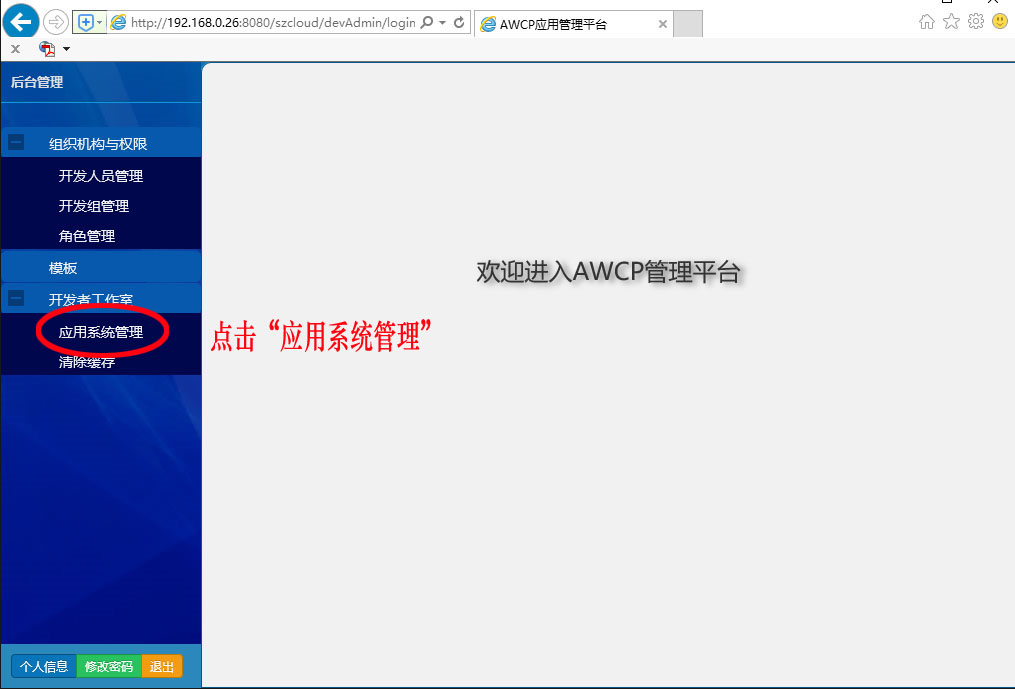 http://192.168.0.26:8080/szcloud/devAdmin/login
AWCP应用管理平台
后台管理
组织机构与权限
开发人员管理
开发组管理
角色管理
模板
开发者工作室
应用系统管理
清除缓存
欢迎进入AWCP管理平台
点击“应用系统管理”
个人信息 修改密码 退出